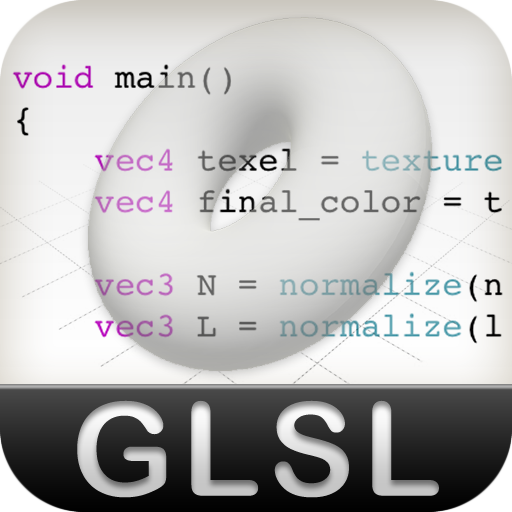 void main()
{
vec4 texel = texture
vec4 final_color = t
vec3 N = normalize(n
vec3 L = normalize(l
GLSL